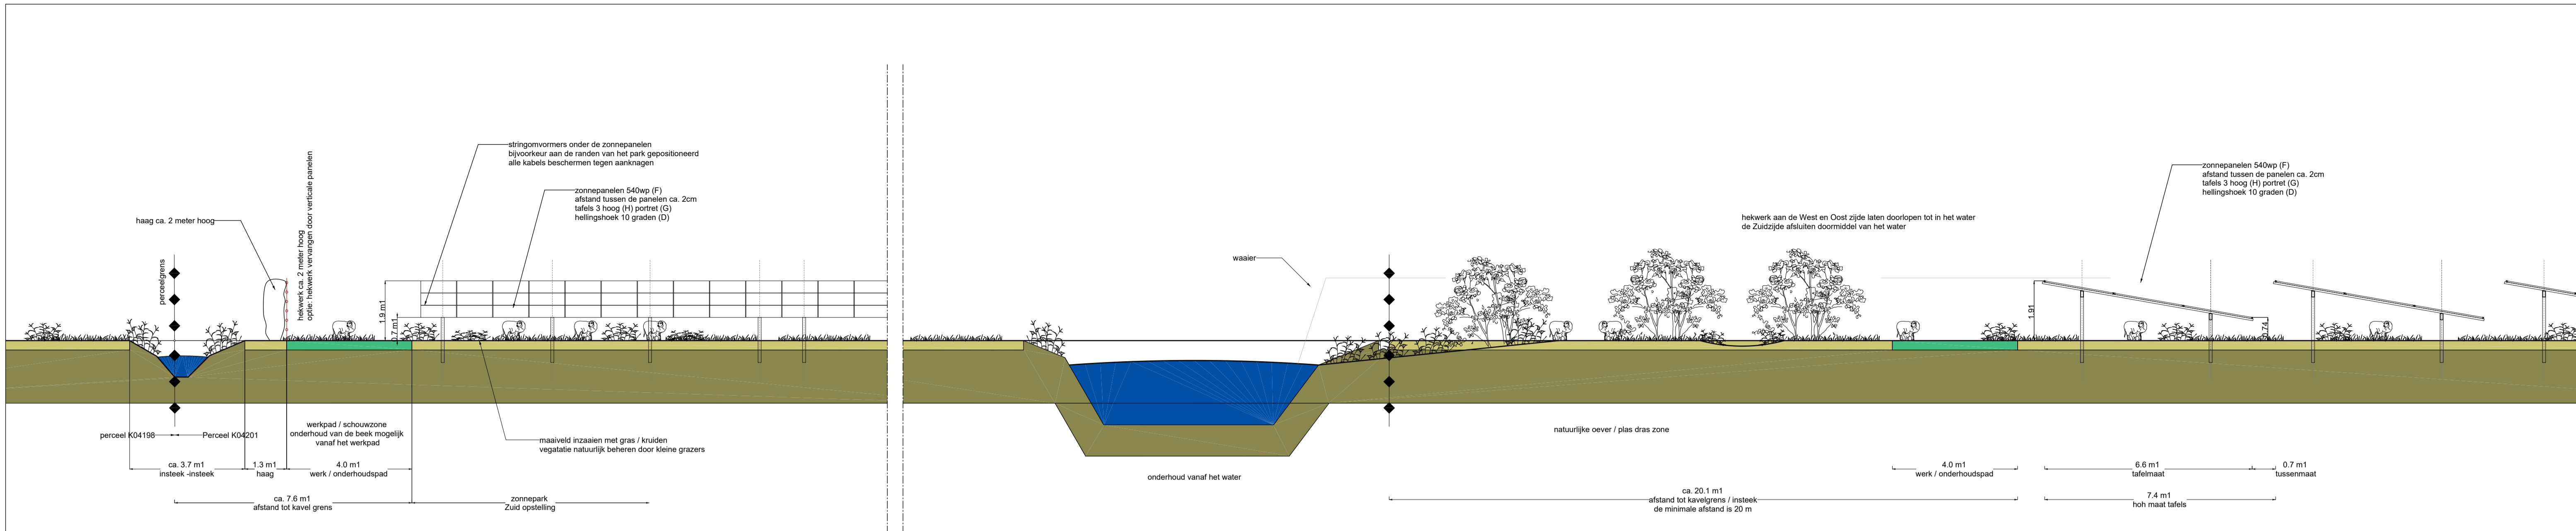 stringomvormers onder de zonnepanelen
bijvoorkeur aan de randen van het park gepositioneerd
alle kabels beschermen tegen aanknagen
zonnepanelen 540wp (F)
afstand tussen de panelen ca. 2cm
tafels 3 hoog (H) portret (G)
hellingshoek 10 graden (D)
haag ca. 2 meter hoog
perceelgrens
hekwerk ca. 2 meter hoog
optie: hekwerk vervangen door verticale panelen
1.9 m1
0.7 m1
perceel K04198
Perceel K04201
werkpad / schouwzone
onderhoud van de beek mogelijk
vanaf het werkpad
maaiveld inzaaien met gras / kruiden
vegatatie natuurlijk beheren door kleine grazers
ca. 3.7 m1
insteek -insteek
1.3 m1
haag
4.0 m1
werk / onderhoudspad
ca. 7.6 m1
afstand tot kavel grens
zonnepark
Zuid opstelling
waaier
onderhoud vanaf het water
hekwerk aan de West en Oost zijde laten doorlopen tot in het water
de Zuidzijde afsluiten doormiddel van het water
natuurlijke oever / plas dras zone
zonnepanelen 540wp (F)
afstand tussen de panelen ca. 2cm
tafels 3 hoog (H) portret (G)
hellingshoek 10 graden (D)
1.91
0.74
4.0 m1
werk / onderhoudspad
6.6 m1
tafelmaat
0.7 m1
tussenmaat
ca. 20.1 m1
afstand tot kavelgrens / insteek
de minimale afstand is 20 m
7.4 m1
hoh maat tafels